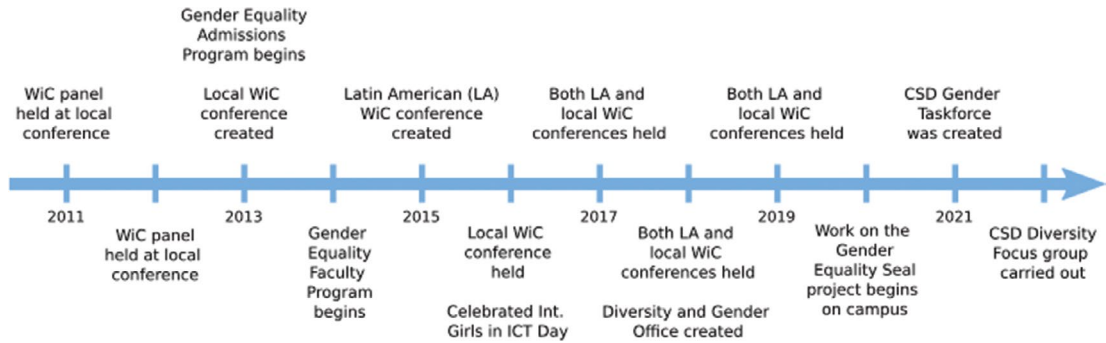 Gender Equality
Admissions
Program begins
WiC panel
held at local
conference
Local WiC
conference
created
Latin American (LA)
WiC conference
created
Both LA and
local WiC
conferences held
Both LA and
local WiC
conferences held
CSD Gender
Taskforce
was created
2011
2013
2015
2017
2019
2021
WiC panel
held at local
conference
Gender
Equality
Faculty
Program
begins
Local WiC
conference
held
Celebrated Int.
Girls in ICT Day
Both LA and
local WiC
conferences held
Diversity and Gender
Office created
Work on the
Gender
Equality Seal
project begins
on campus
CSD Diversity
Focus group
carried out